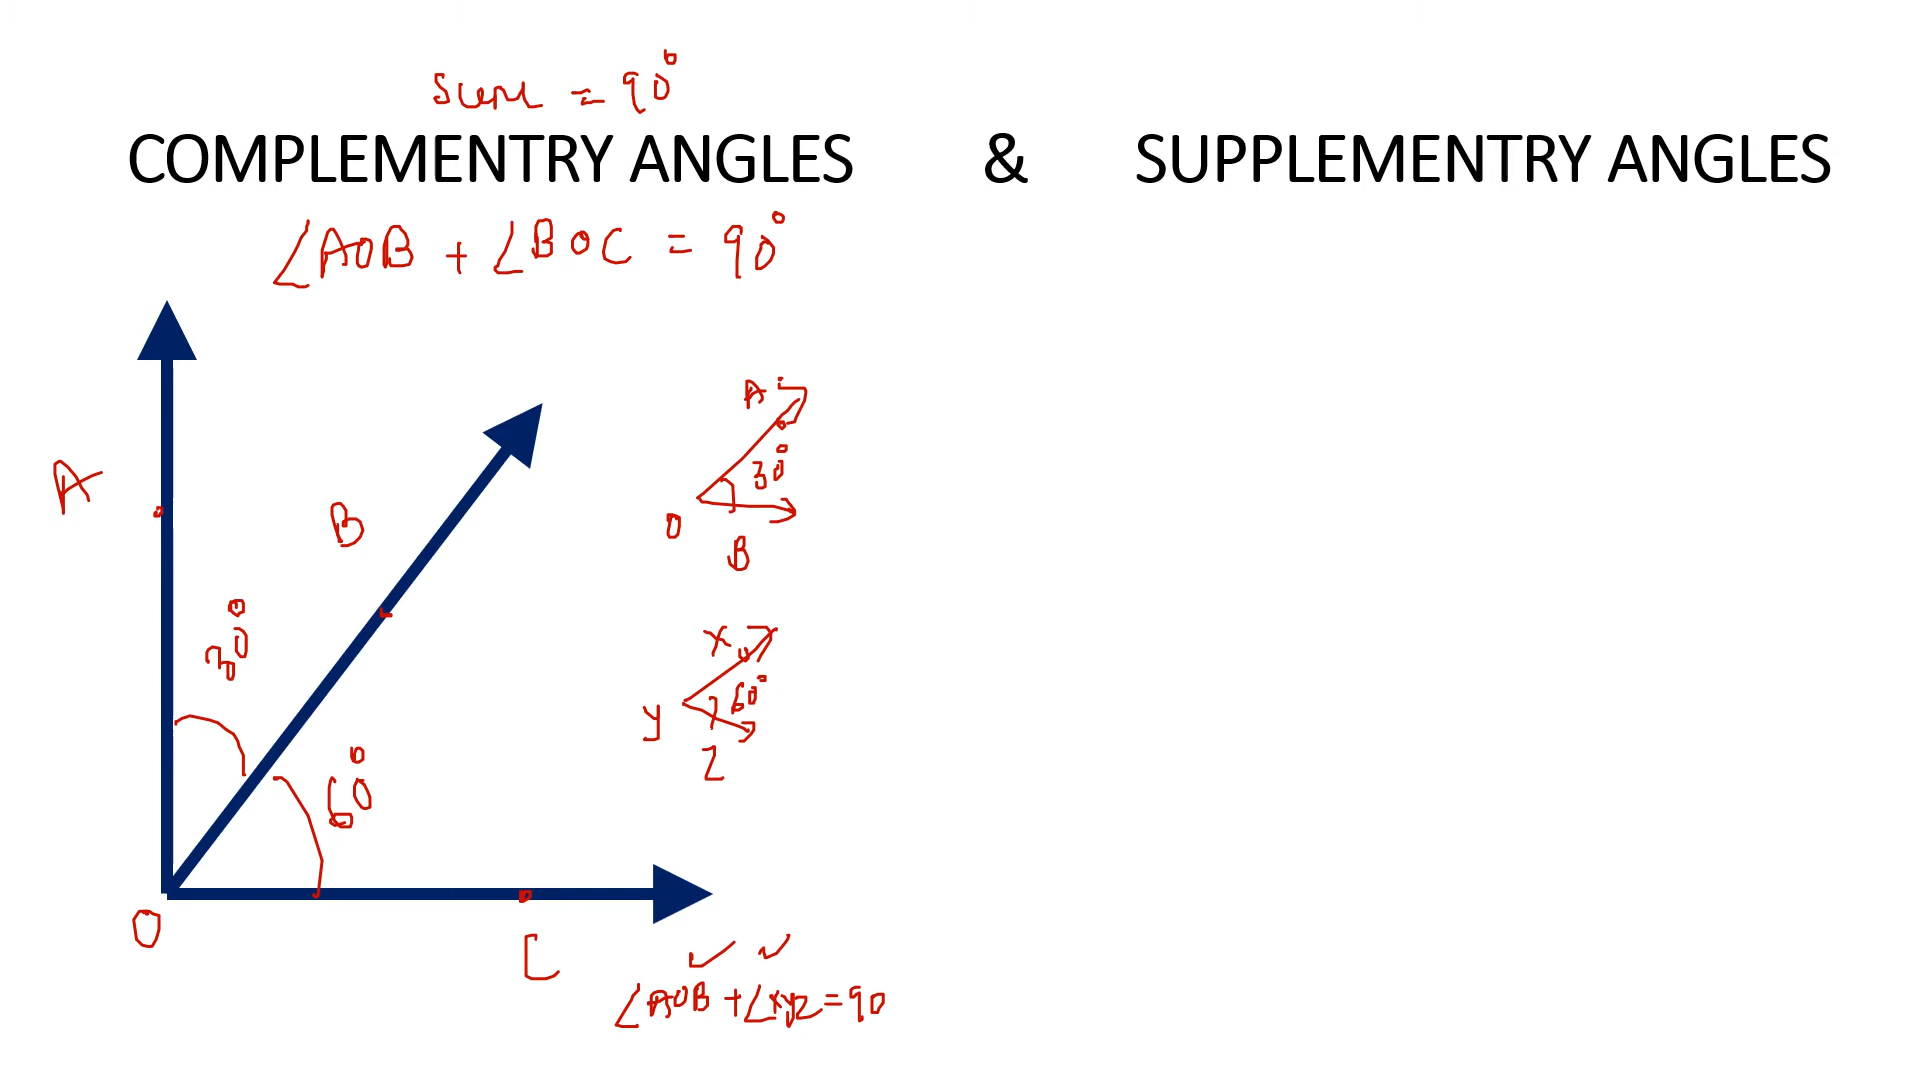 Sum = 90°
COMPLEMENTRY ANGLES & SUPPLEMENTRY ANGLES
∠AOB + ∠BOC = 90°
A
B
30°
60°
O
C
A
30°
O
B
X
60°
Y
Z
✓ ✓
∠AOB + ∠XYZ = 90